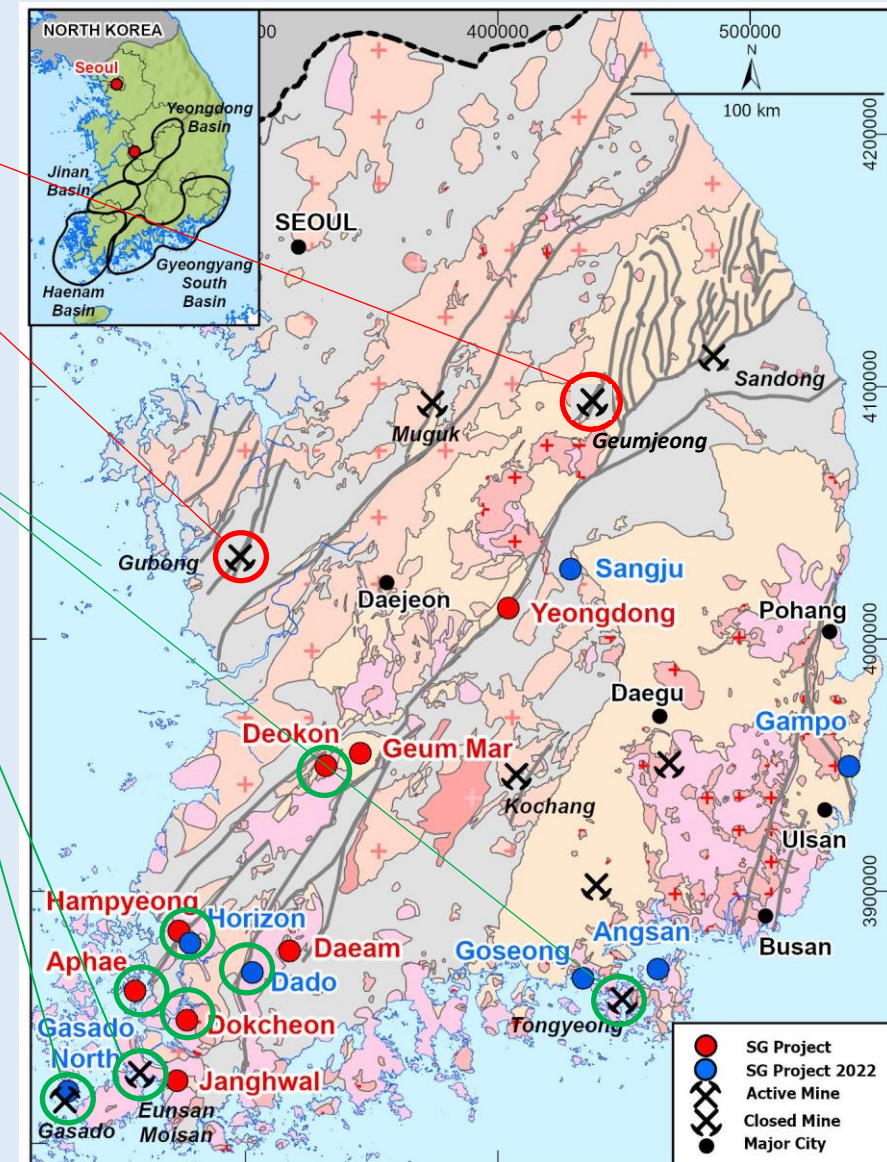 NORTH KOREA
Seoul
Yeongdong
Basin
Jinan
Basin
Haenam
Basin
Gyeongyang
South
Basin
00
400000
500000
N
100 km
4200000
SEOUL
4100000
Sandong
Muguk
Geumjeong
Gubong
Sangju
Daejeon
Yeongdong
Pohang
4000000
Daegu
Deokon
Geum Mar
Gampo
Kochang
Ulsan
3900000
Hampyeong
Horizon
Busan
Angsan
Goseong
Daeam
Aphae
Dado
Tongyeong
Dokcheon
Gasado
North
Janghwal
Eunsan
Moisan
Gasado
SG Project
SG Project 2022
Active Mine
Closed Mine
Major City